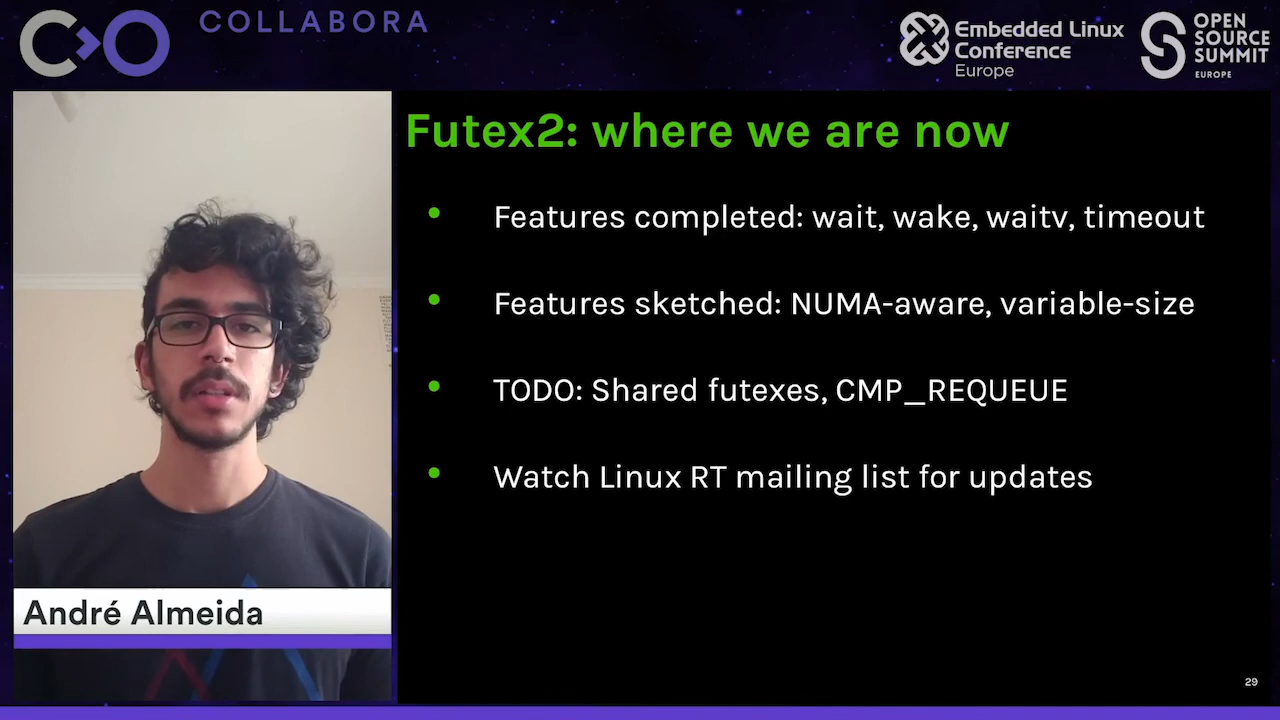 COLLABORA
Embedded Linux
Conference
Europe
OPEN
SOURCE
SUMMIT
EUROPE
Futex2: where we are now
Features completed: wait, wake, waitv, timeout
Features sketched: NUMA-aware, variable-size
TODO: Shared futexes, CMP_REQUEUE
Watch Linux RT mailing list for updates
André Almeida
29